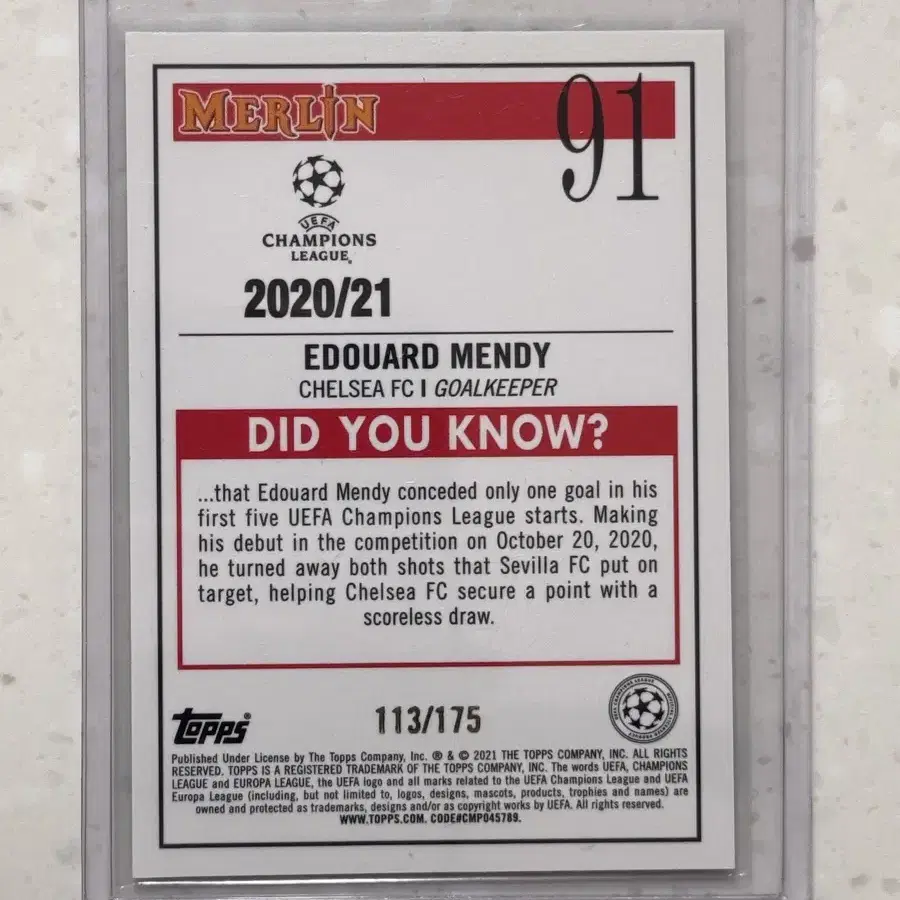 MERLIN
91
UEFA
CHAMPIONS
LEAGUE
2020/21
EDOUARD MENDY
CHELSEA FC | GOALKEEPER
DID YOU KNOW?
...that Edouard Mendy conceded only one goal in his
first five UEFA Champions League starts. Making
his debut in the competition on October 20, 2020,
he turned away both shots that Sevilla FC put on
target, helping Chelsea FC secure a point with a
scoreless draw.
topps®
113/175
Published Under License by The Topps Company, Inc. ® & © 2021 THE TOPPS COMPANY, INC. ALL RIGHTS
RESERVED. TOPPS IS A REGISTERED TRADEMARK OF THE TOPPS COMPANY, INC. The words UEFA, CHAMPIONS
LEAGUE and EUROPA LEAGUE, the UEFA logo and all marks related to the UEFA Champions League and UEFA
Europa League (including, but not limited to, logos, designs, mascots, products, trophies and names) are
owned and protected as trademarks, designs and/or as copyright works by UEFA. All rights reserved.
WWW.TOPPS.COM. CODE#CMP045789.